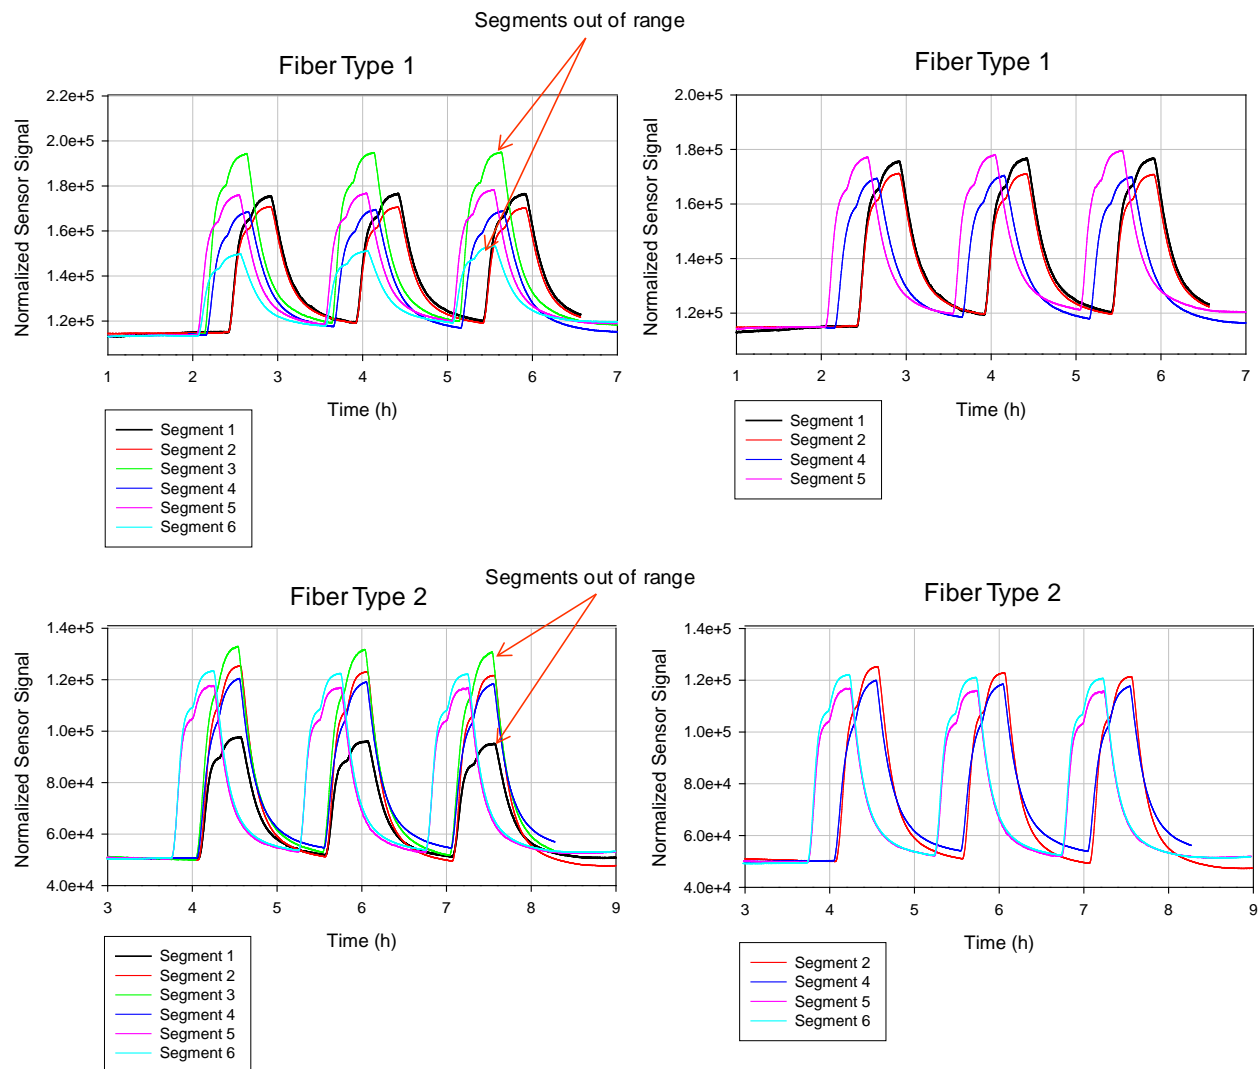 Segments out of range
Fiber Type 1
Normalized Sensor Signal
2.2e+5
2.0e+5
1.8e+5
1.6e+5
1.4e+5
1.2e+5
1 2 3 4 5 6 7
Time (h)
Segment 1
Segment 2
Segment 3
Segment 4
Segment 5
Segment 6
Fiber Type 1
Normalized Sensor Signal
2.0e+5
1.8e+5
1.6e+5
1.4e+5
1.2e+5
1 2 3 4 5 6 7
Time (h)
Segment 1
Segment 2
Segment 4
Segment 5
Segments out of range
Fiber Type 2
Normalized Sensor Signal
1.4e+5
1.2e+5
1.0e+5
8.0e+4
6.0e+4
4.0e+4
3 4 5 6 7 8 9
Time (h)
Segment 1
Segment 2
Segment 3
Segment 4
Segment 5
Segment 6
Fiber Type 2
Normalized Sensor Signal
1.4e+5
1.2e+5
1.0e+5
8.0e+4
6.0e+4
4.0e+4
3 4 5 6 7 8 9
Time (h)
Segment 2
Segment 4
Segment 5
Segment 6